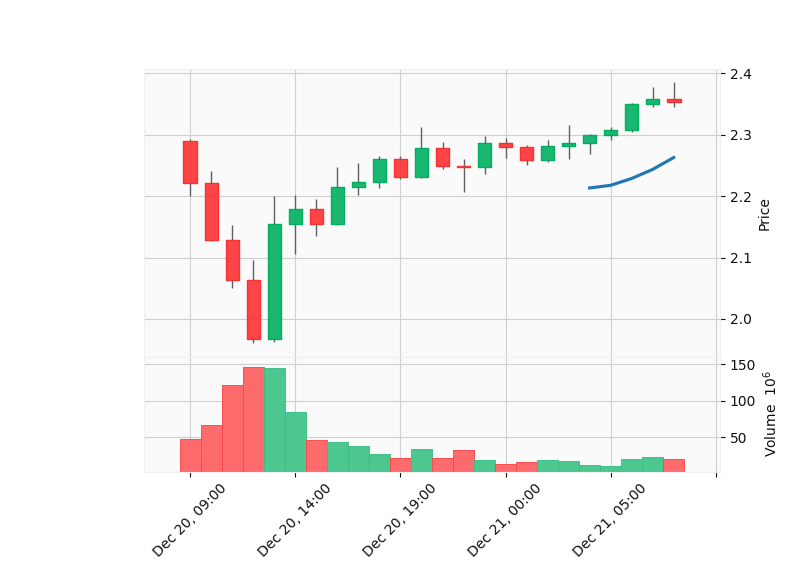 2.4
2.3
2.2
2.1
2.0
Price
150
100
50
Volume 10^6
Dec 20, 09:00
Dec 20, 14:00
Dec 20, 19:00
Dec 21, 00:00
Dec 21, 05:00